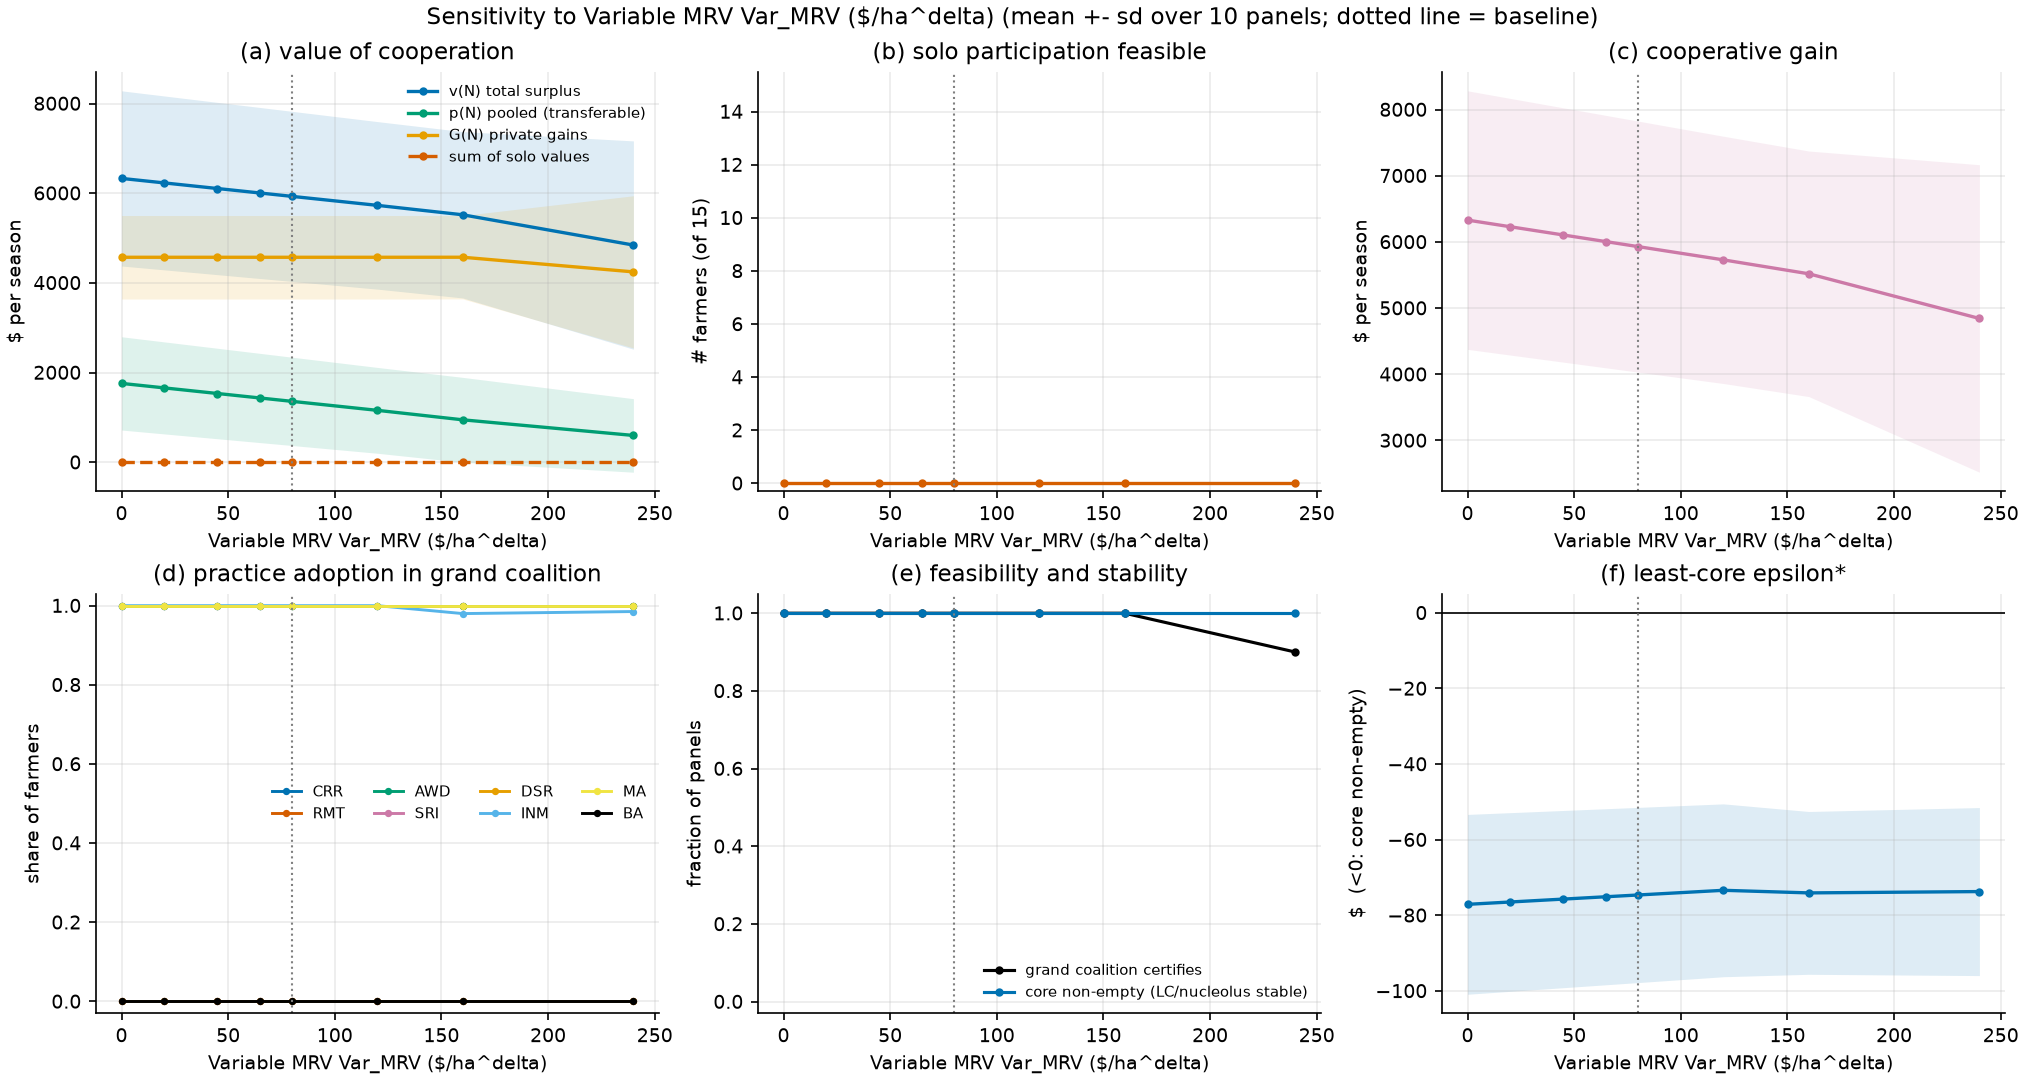 Sensitivity to Variable MRV Var_MRV ($/ha^delta) (mean +- sd over 10 panels; dotted line = baseline)
(a) value of cooperation
$ per season
8000
6000
4000
2000
0
v(N) total surplus
p(N) pooled (transferable)
G(N) private gains
sum of solo values
0 50 100 150 200 250
Variable MRV Var_MRV ($/ha^delta)
(b) solo participation feasible
# farmers (of 15)
14
12
10
8
6
4
2
0
0 50 100 150 200 250
Variable MRV Var_MRV ($/ha^delta)
(c) cooperative gain
$ per season
8000
7000
6000
5000
4000
3000
0 50 100 150 200 250
Variable MRV Var_MRV ($/ha^delta)
(d) practice adoption in grand coalition
share of farmers
1.0
0.8
0.6
0.4
0.2
0.0
CRR AWD DSR MA
RMT SRI INM BA
0 50 100 150 200 250
Variable MRV Var_MRV ($/ha^delta)
(e) feasibility and stability
fraction of panels
1.0
0.8
0.6
0.4
0.2
0.0
grand coalition certifies
core non-empty (LC/nucleolus stable)
0 50 100 150 200 250
Variable MRV Var_MRV ($/ha^delta)
(f) least-core epsilon*
$ (<0: core non-empty)
0
−20
−40
−60
−80
−100
0 50 100 150 200 250
Variable MRV Var_MRV ($/ha^delta)